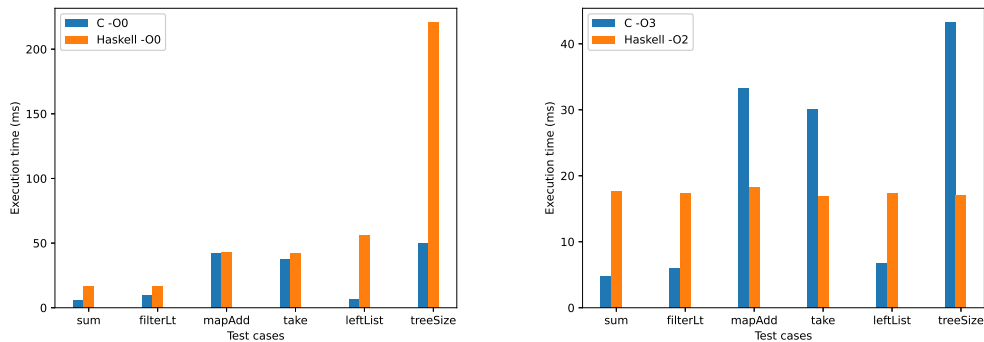 C -O0
Haskell -O0
200
150
100
50
0
Execution time (ms)
sum filterLt mapAdd take leftList treeSize
Test cases
C -O3
Haskell -O2
40
30
20
10
0
Execution time (ms)
sum filterLt mapAdd take leftList treeSize
Test cases